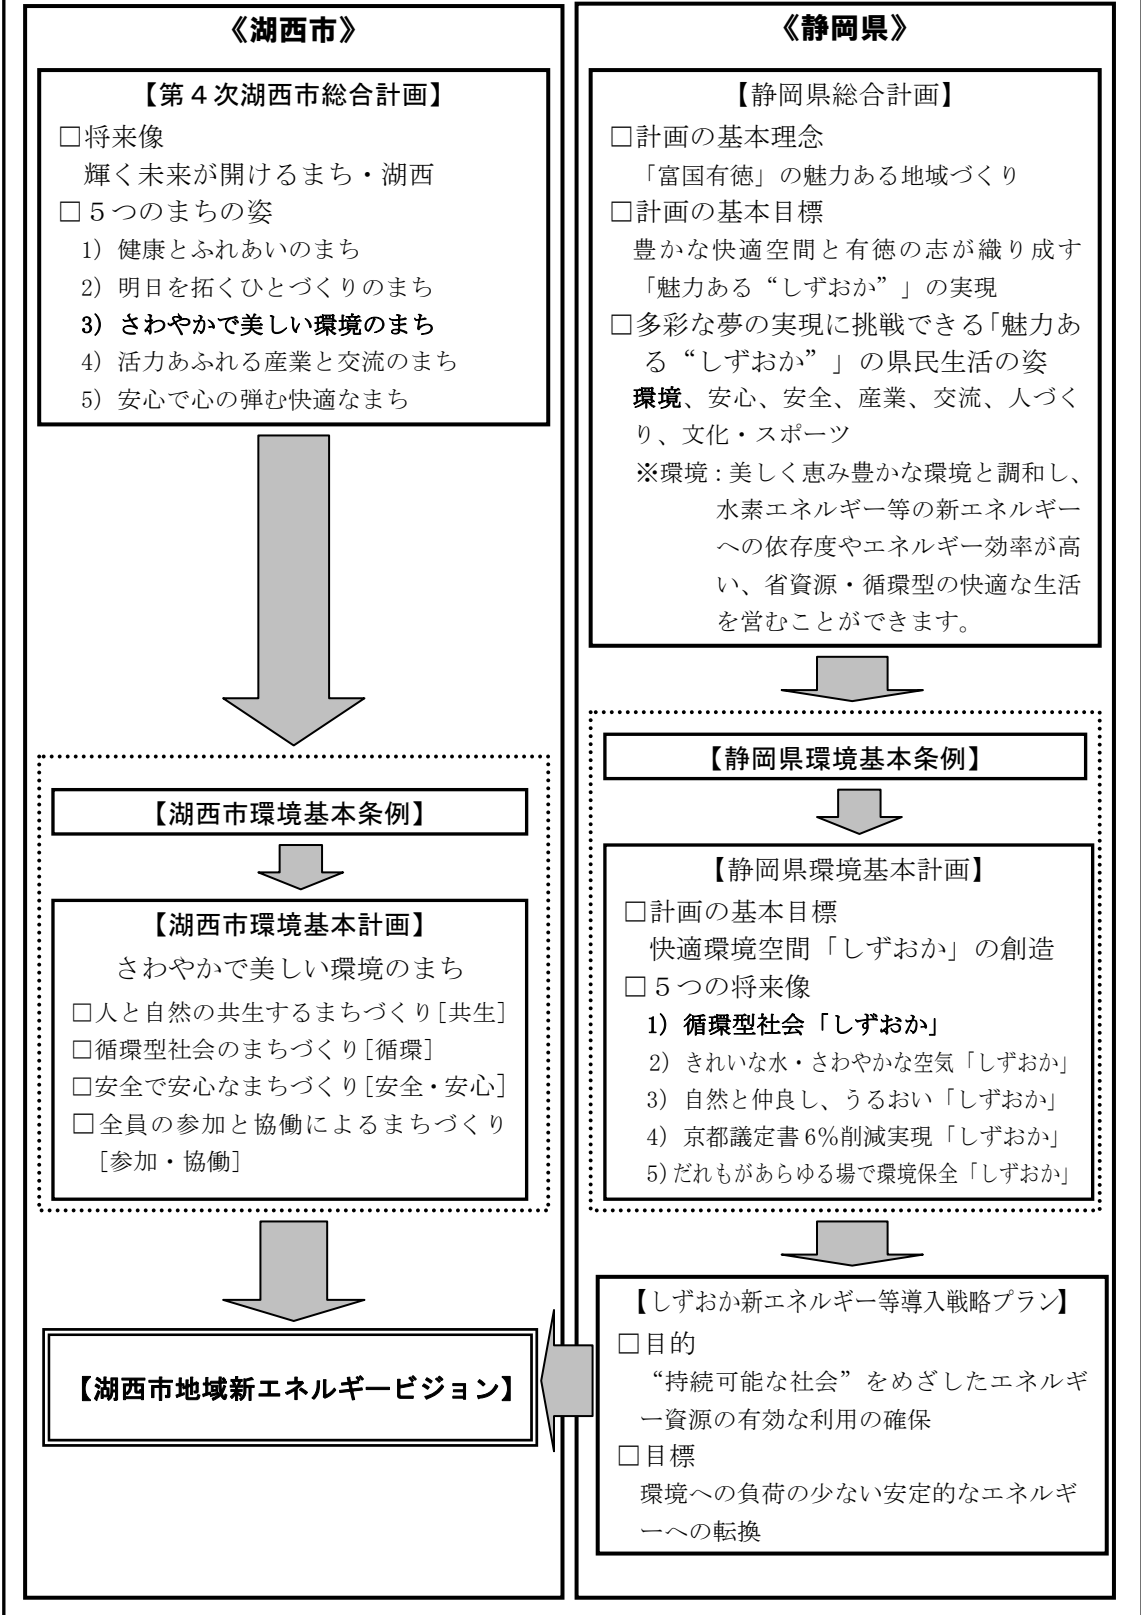 《湖西市》
【第４次湖西市総合計画】
□将来像
輝く未来が開けるまち・湖西
□５つのまちの姿
1）健康とふれあいのまち
2）明日を拓くひとづくりのまち
3）さわやかで美しい環境のまち
4）活力あふれる産業と交流のまち
5）安心で心の弾む快適なまち
【湖西市環境基本条例】
【湖西市環境基本計画】
さわやかで美しい環境のまち
□人と自然の共生するまちづくり[共生]
□循環型社会のまちづくり[循環]
□安全で安心なまちづくり[安全・安心]
□全員の参加と協働によるまちづくり
[参加・協働]
【湖西市地域新エネルギービジョン】
《静岡県》
【静岡県総合計画】
□計画の基本理念
「富国有徳」の魅力ある地域づくり
□計画の基本目標
豊かな快適空間と有徳の志が織り成す
「魅力ある“しずおか”」の実現
□多彩な夢の実現に挑戦できる「魅力あ
る“しずおか”」の県民生活の姿
環境、安心、安全、産業、交流、人づく
り、文化・スポーツ
※環境：美しく恵み豊かな環境と調和し、
水素エネルギー等の新エネルギー
への依存度やエネルギー効率が高
い、省資源・循環型の快適な生活
を営むことができます。
【静岡県環境基本条例】
【静岡県環境基本計画】
□計画の基本目標
快適環境空間「しずおか」の創造
□５つの将来像
1）循環型社会「しずおか」
2）きれいな水・さわやかな空気「しずおか」
3）自然と仲良し、うるおい「しずおか」
4）京都議定書 6％削減実現「しずおか」
5）だれもがあらゆる場で環境保全「しずおか」
【しずおか新エネルギー等導入戦略プラン】
□目的
“持続可能な社会”をめざしたエネルギ
ー資源の有効な利用の確保
□目標
環境への負荷の少ない安定的なエネルギ
ーへの転換